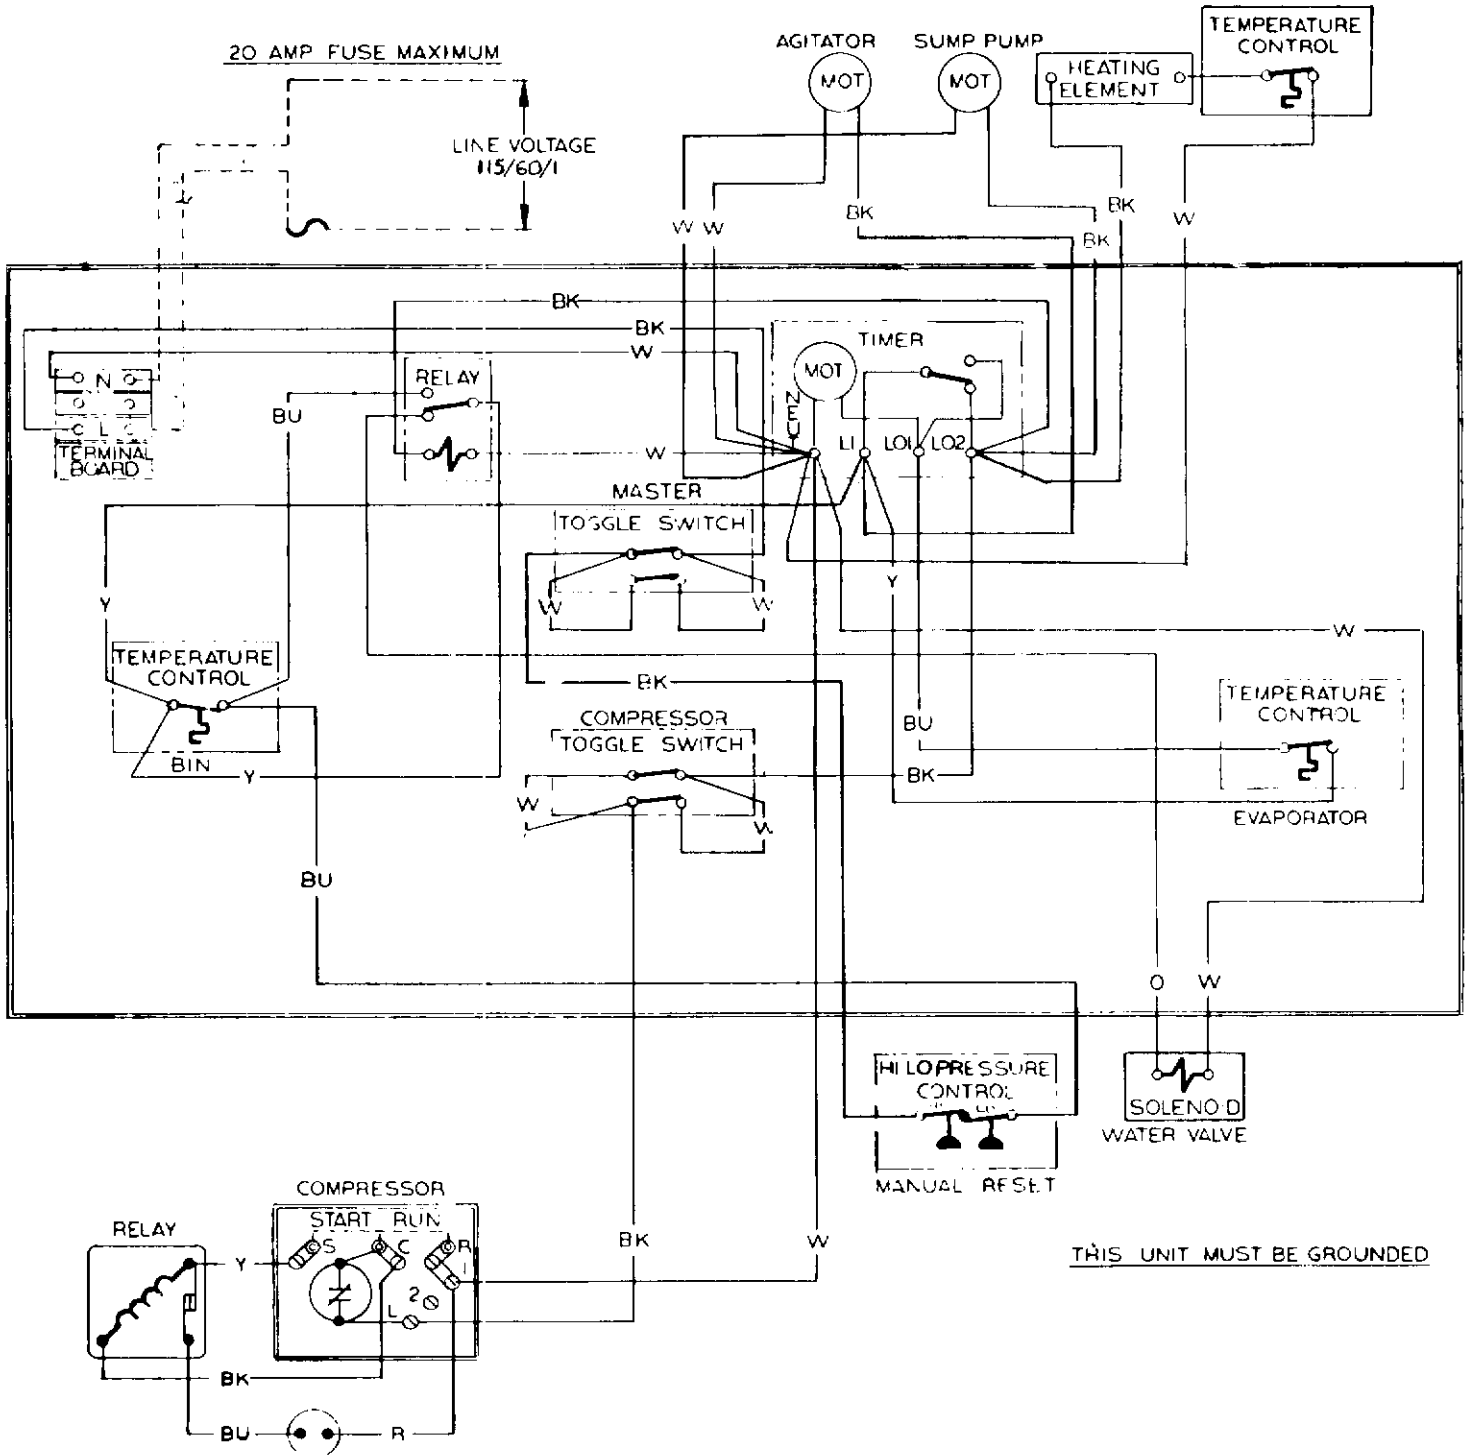 20 AMP FUSE MAXIMUM
LINE VOLTAGE
115/60/1
AGITATOR
MOT
SUMP PUMP
MOT
HEATING
ELEMENT
TEMPERATURE
CONTROL
W
W
BK
BK
BK
W
BK
BK
W
TIMER
MOT
NEU
L1
LO1
LO2
N
L
TERMINAL
BOARD
BU
RELAY
W
MASTER
TOGGLE SWITCH
W
W
Y
Y
W
TEMPERATURE
CONTROL
BIN
Y
BK
COMPRESSOR
TOGGLE SWITCH
W
W
BU
BK
TEMPERATURE
CONTROL
EVAPORATOR
BU
O
W
HI LO PRESSURE
CONTROL
MANUAL RESET
SOLENOID
WATER VALVE
COMPRESSOR
START RUN
S
C
R
1
2
L
RELAY
Y
BK
W
BK
BU
R
THIS UNIT MUST BE GROUNDED